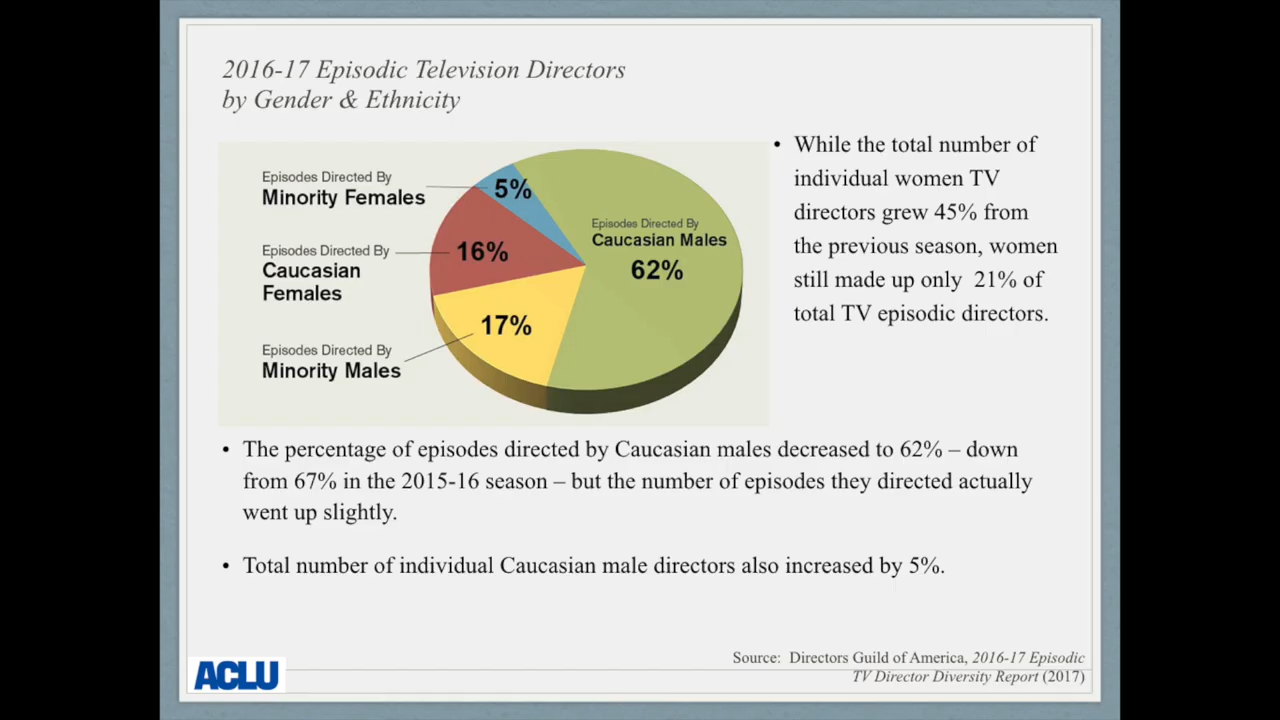 2016-17 Episodic Television Directors
by Gender & Ethnicity
Episodes Directed By
Minority Females
5%
Episodes Directed By
Caucasian
Females
16%
Episodes Directed By
Minority Males
17%
Episodes Directed By
Caucasian Males
62%
• While the total number of
individual women TV
directors grew 45% from
the previous season, women
still made up only 21% of
total TV episodic directors.
• The percentage of episodes directed by Caucasian males decreased to 62% – down
from 67% in the 2015-16 season – but the number of episodes they directed actually
went up slightly.
• Total number of individual Caucasian male directors also increased by 5%.
Source: Directors Guild of America, 2016-17 Episodic
TV Director Diversity Report (2017)
ACLU